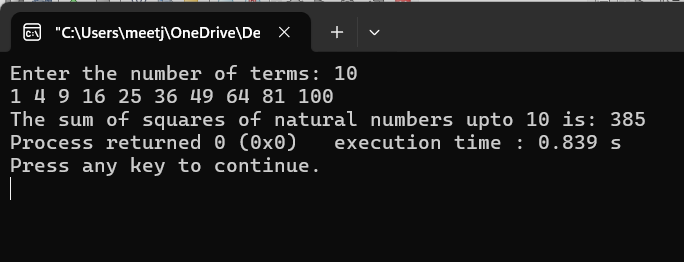 "C:\Users\meetj\OneDrive\De
Enter the number of terms: 10
1 4 9 16 25 36 49 64 81 100
The sum of squares of natural numbers upto 10 is: 385
Process returned 0 (0x0)   execution time : 0.839 s
Press any key to continue.